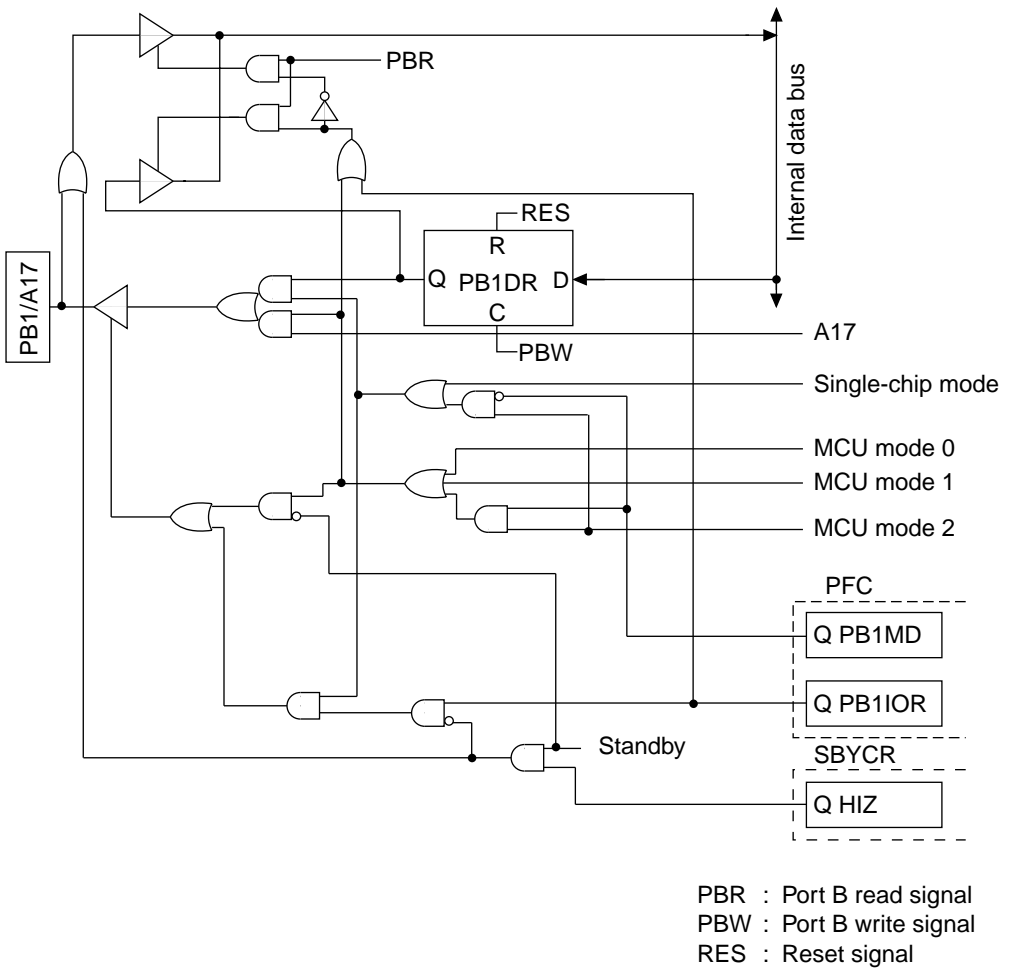 PBR
Internal data bus
RES
R
Q PB1DR D
C
PBW
PB1/A17
A17
Single-chip mode
MCU mode 0
MCU mode 1
MCU mode 2
PFC
Q PB1MD
Q PB1IOR
Standby
SBYCR
Q HIZ
PBR : Port B read signal
PBW : Port B write signal
RES : Reset signal